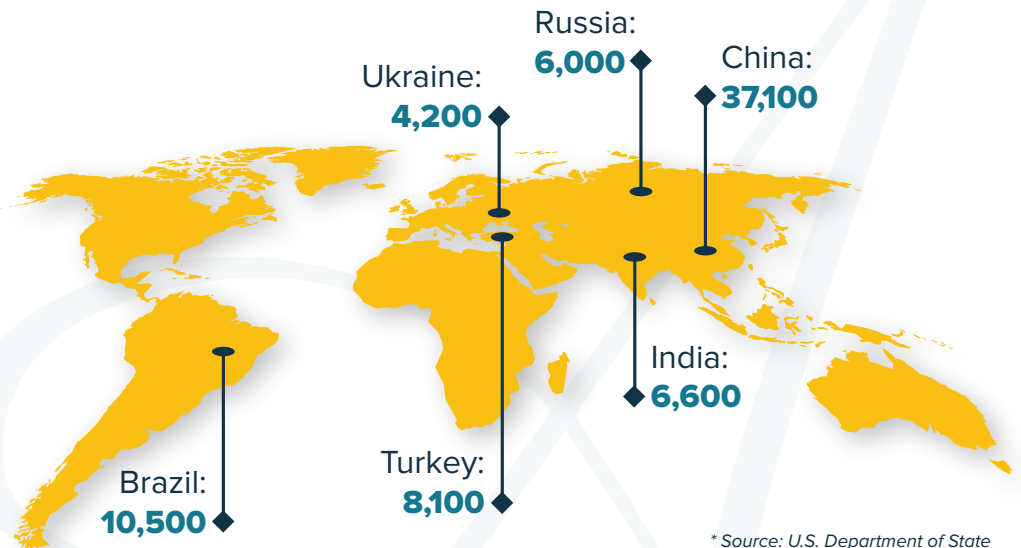 Russia:
6,000
China:
37,100
Ukraine:
4,200
India:
6,600
Turkey:
8,100
Brazil:
10,500
* Source: U.S. Department of State